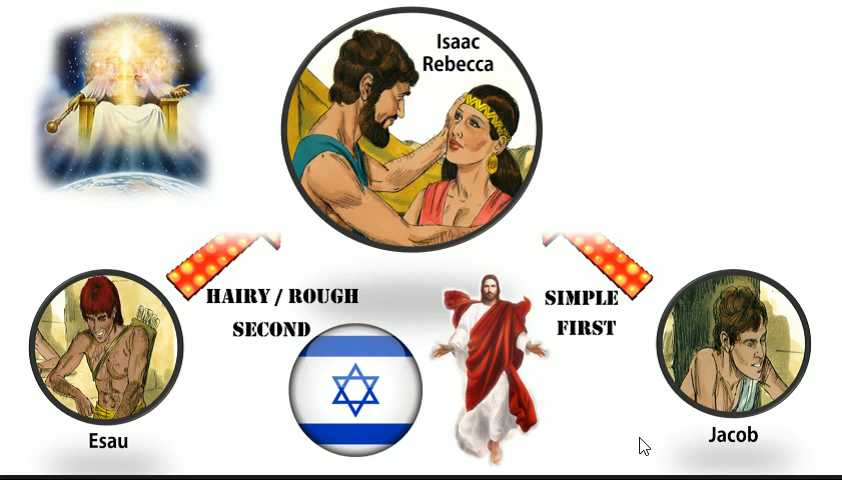 Isaac
Rebecca
HAIRY / ROUGH
SECOND
SIMPLE
FIRST
Esau
Jacob